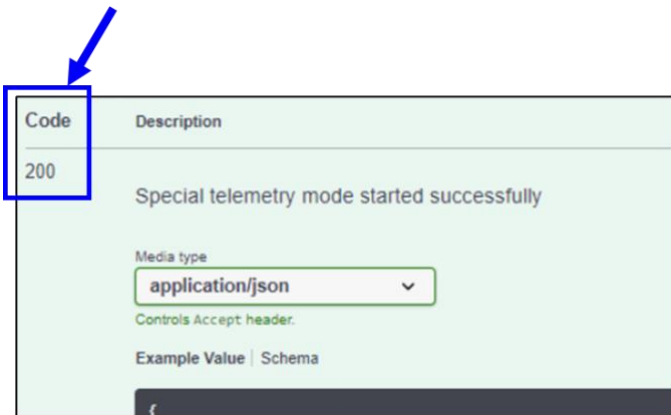 Code Description
200
Special telemetry mode started successfully
Media type
application/json
Controls Accept header.
Example Value | Schema
{